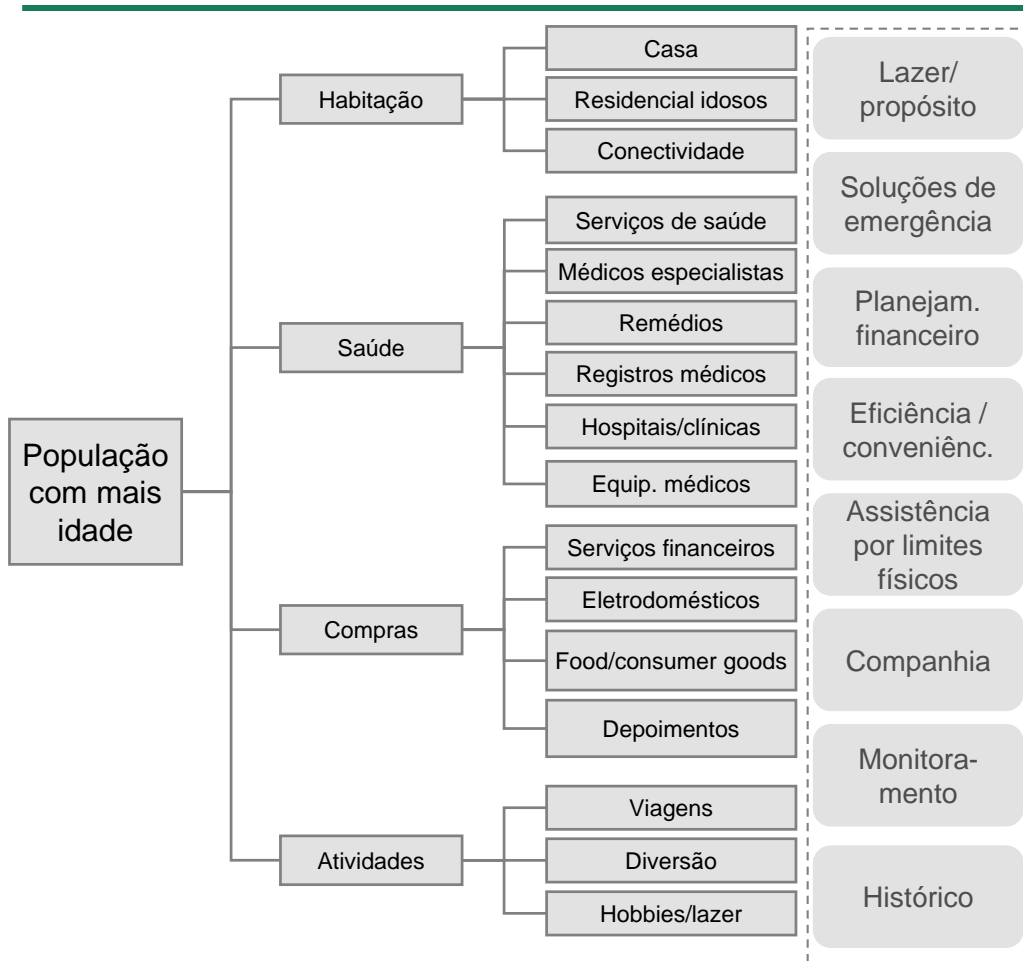 População
com mais
idade
Habitação
Casa
Residencial idosos
Conectividade
Saúde
Serviços de saúde
Médicos especialistas
Remédios
Registros médicos
Hospitais/clínicas
Equip. médicos
Compras
Serviços financeiros
Eletrodomésticos
Food/consumer goods
Depoimentos
Atividades
Viagens
Diversão
Hobbies/lazer
Lazer/
propósito
Soluções de
emergência
Planejam.
financeiro
Eficiência /
conveniênc.
Assistência
por limites
físicos
Companhia
Monitora-
mento
Histórico